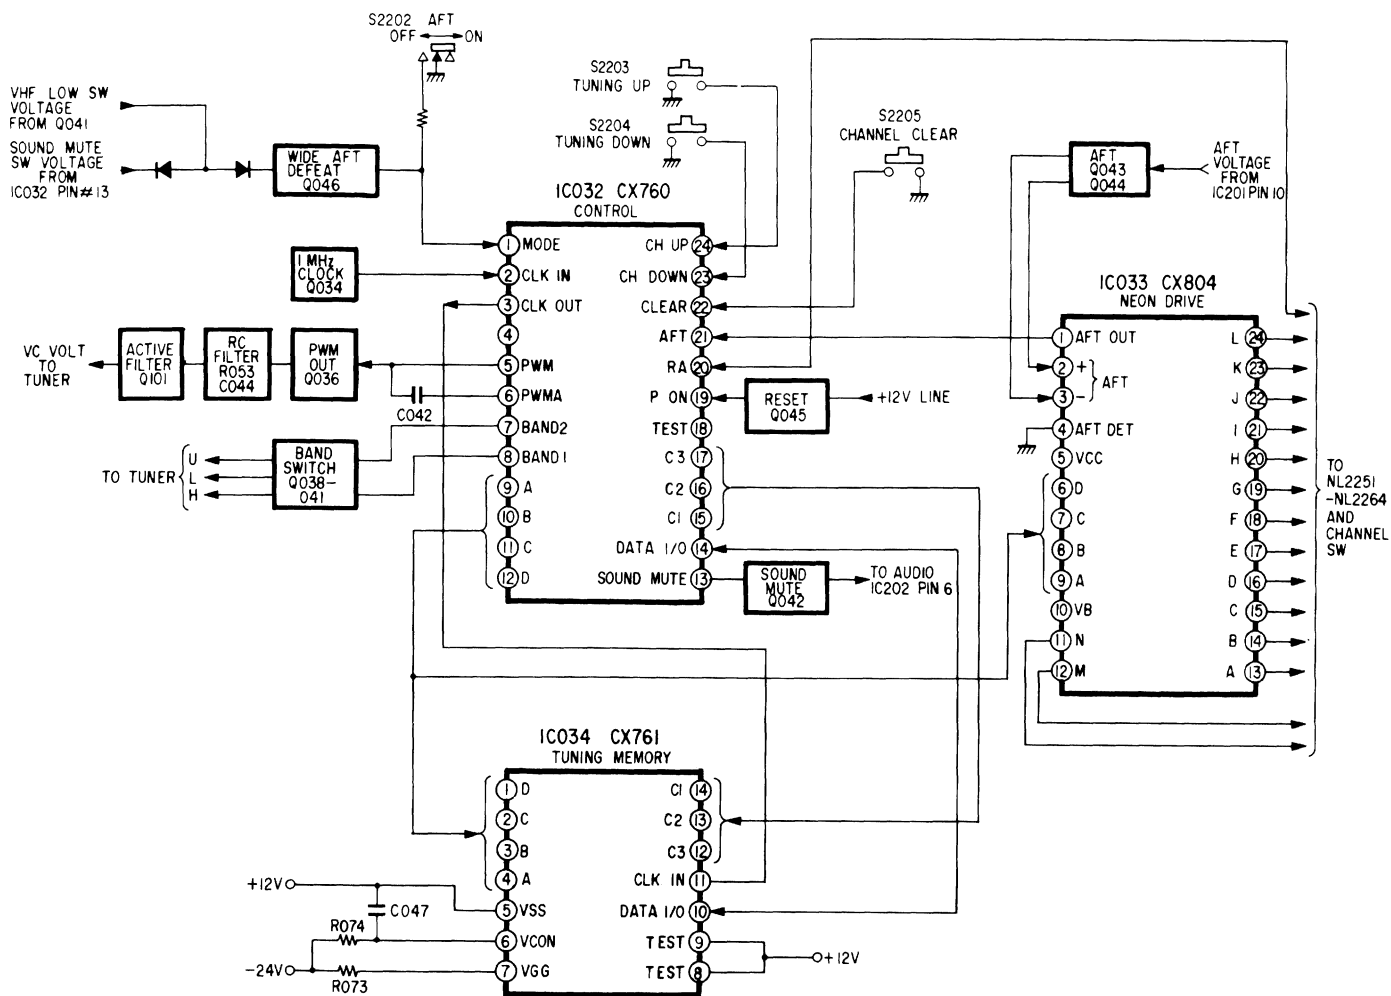 S2202 AFT
OFF ON
VHF LOW SW
VOLTAGE
FROM Q041
SOUND MUTE
SW VOLTAGE
FROM
IC032 PIN#13
WIDE AFT
DEFEAT
Q046
S2203
TUNING UP
S2204
TUNING DOWN
S2205
CHANNEL CLEAR
AFT
Q043
Q044
AFT
VOLTAGE
FROM
IC201 PIN 10
1 MHz
CLOCK
Q034
VC VOLT
TO
TUNER
ACTIVE
FILTER
Q101
RC
FILTER
R053
C044
PWM
OUT
Q036
C042
TO TUNER
U
L
H
BAND
SWITCH
Q038-
041
IC032 CX760
CONTROL
1 MODE
2 CLK IN
3 CLK OUT
4
5 PWM
6 PWMA
7 BAND2
8 BAND1
9 A
10 B
11 C
12 D
CH UP 24
CH DOWN 23
CLEAR 22
AFT 21
RA 20
P ON 19
TEST 18
C3 17
C2 16
C1 15
DATA I/O 14
SOUND MUTE 13
RESET
Q045
+12V LINE
SOUND
MUTE
Q042
TO AUDIO
IC202 PIN 6
IC033 CX804
NEON DRIVE
1 AFT OUT
2 +
3 -
AFT
4 AFT DET
5 VCC
6 D
7 C
8 B
9 A
10 VB
11 N
12 M
L 24
K 23
J 22
I 21
H 20
G 19
F 18
E 17
D 16
C 15
B 14
A 13
TO
NL2251
-NL2264
AND
CHANNEL
SW
IC034 CX761
TUNING MEMORY
1 D
2 C
3 B
4 A
5 VSS
6 VCON
7 VGG
C1 14
C2 13
C3 12
CLK IN 11
DATA I/O 10
TEST 9
TEST 8
+12V
C047
R074
-24V
R073
+12V